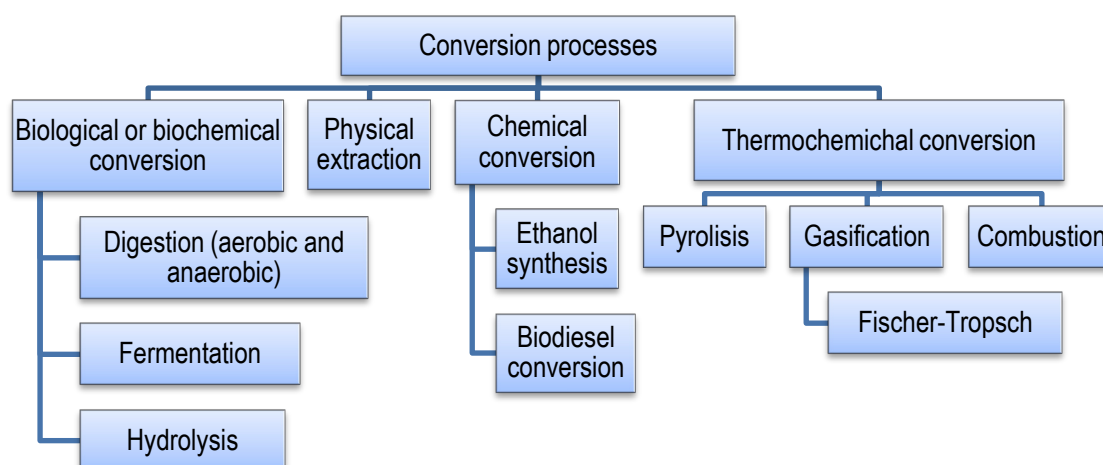 Conversion processes
Biological or biochemical
conversion
Physical
extraction
Chemical
conversion
Thermochemichal conversion
Digestion (aerobic and
anaerobic)
Fermentation
Hydrolysis
Ethanol
synthesis
Biodiesel
conversion
Pyrolisis
Gasification
Combustion
Fischer-Tropsch